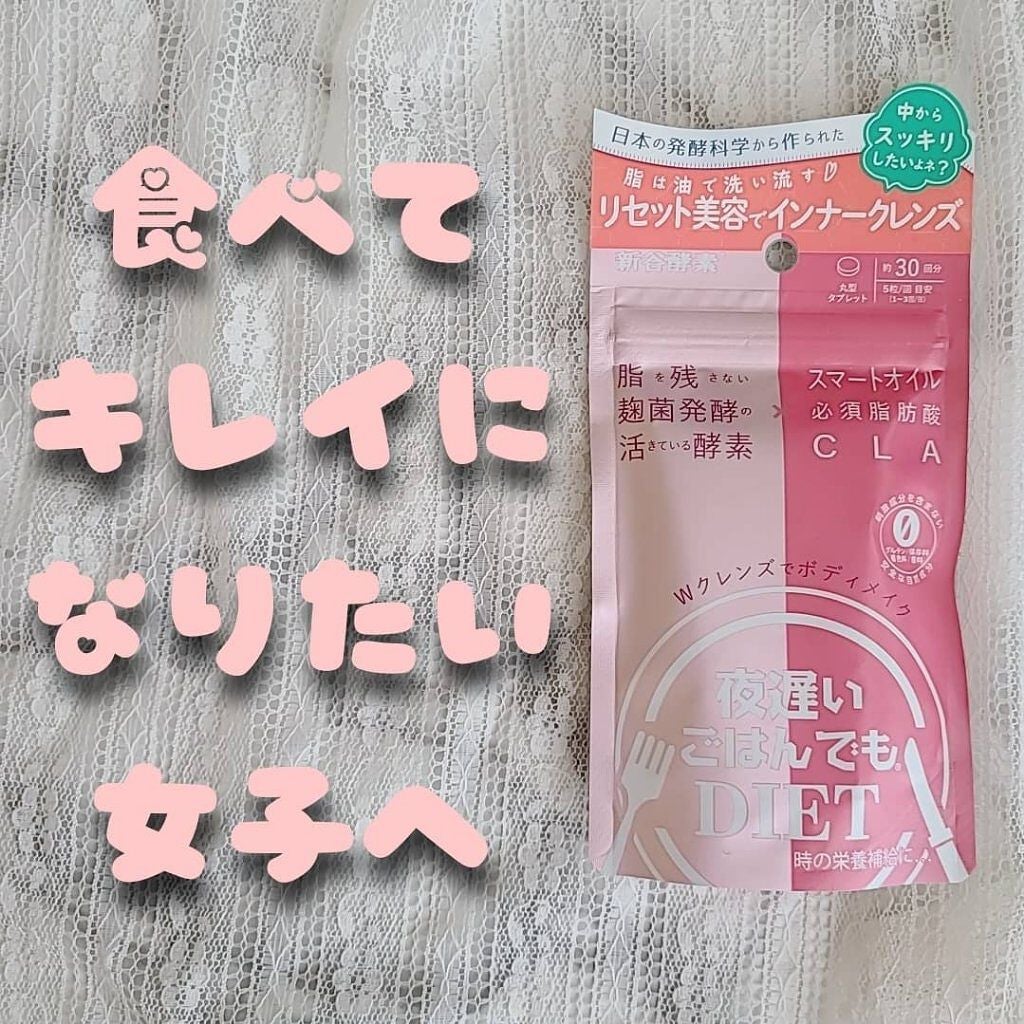 食べて
キレイに
なりたい
女子へ
中から
スッキリ
したいよネ?
日本の発酵科学から作られた
脂は油で洗い流す
リセット美容でインナークレンズ
新谷酵素
丸型
タブレット
約30回分
5粒/回 目安
(1~3回/日)
脂を残さない
麹菌発酵の
活きている酵素
×
スマートオイル
必須脂肪酸
CLA
0
WクレンズでボディメイD
夜遅い
ごはんでも®
DIET
時の栄養補給に...